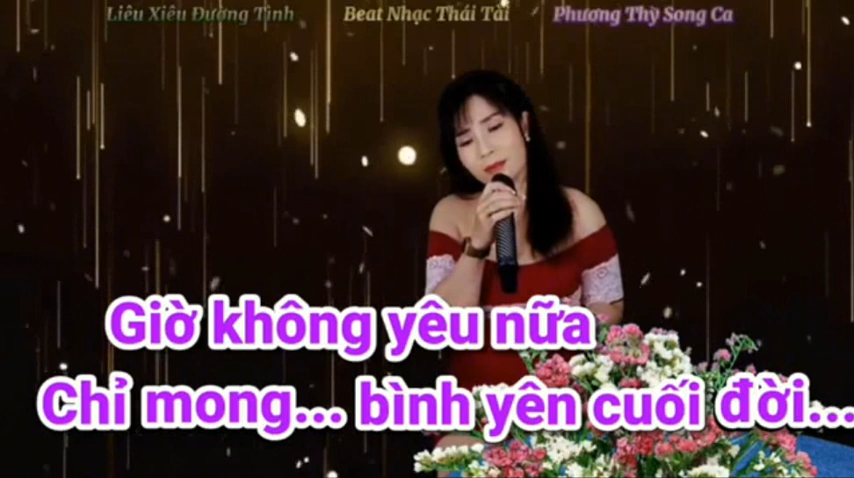 Liêu Xiêu Đường Tình Beat Nhạc Thái Tài Phương Thỳ Song Ca
Giờ không yêu nữa
Chỉ mong... bình yên cuối đời...